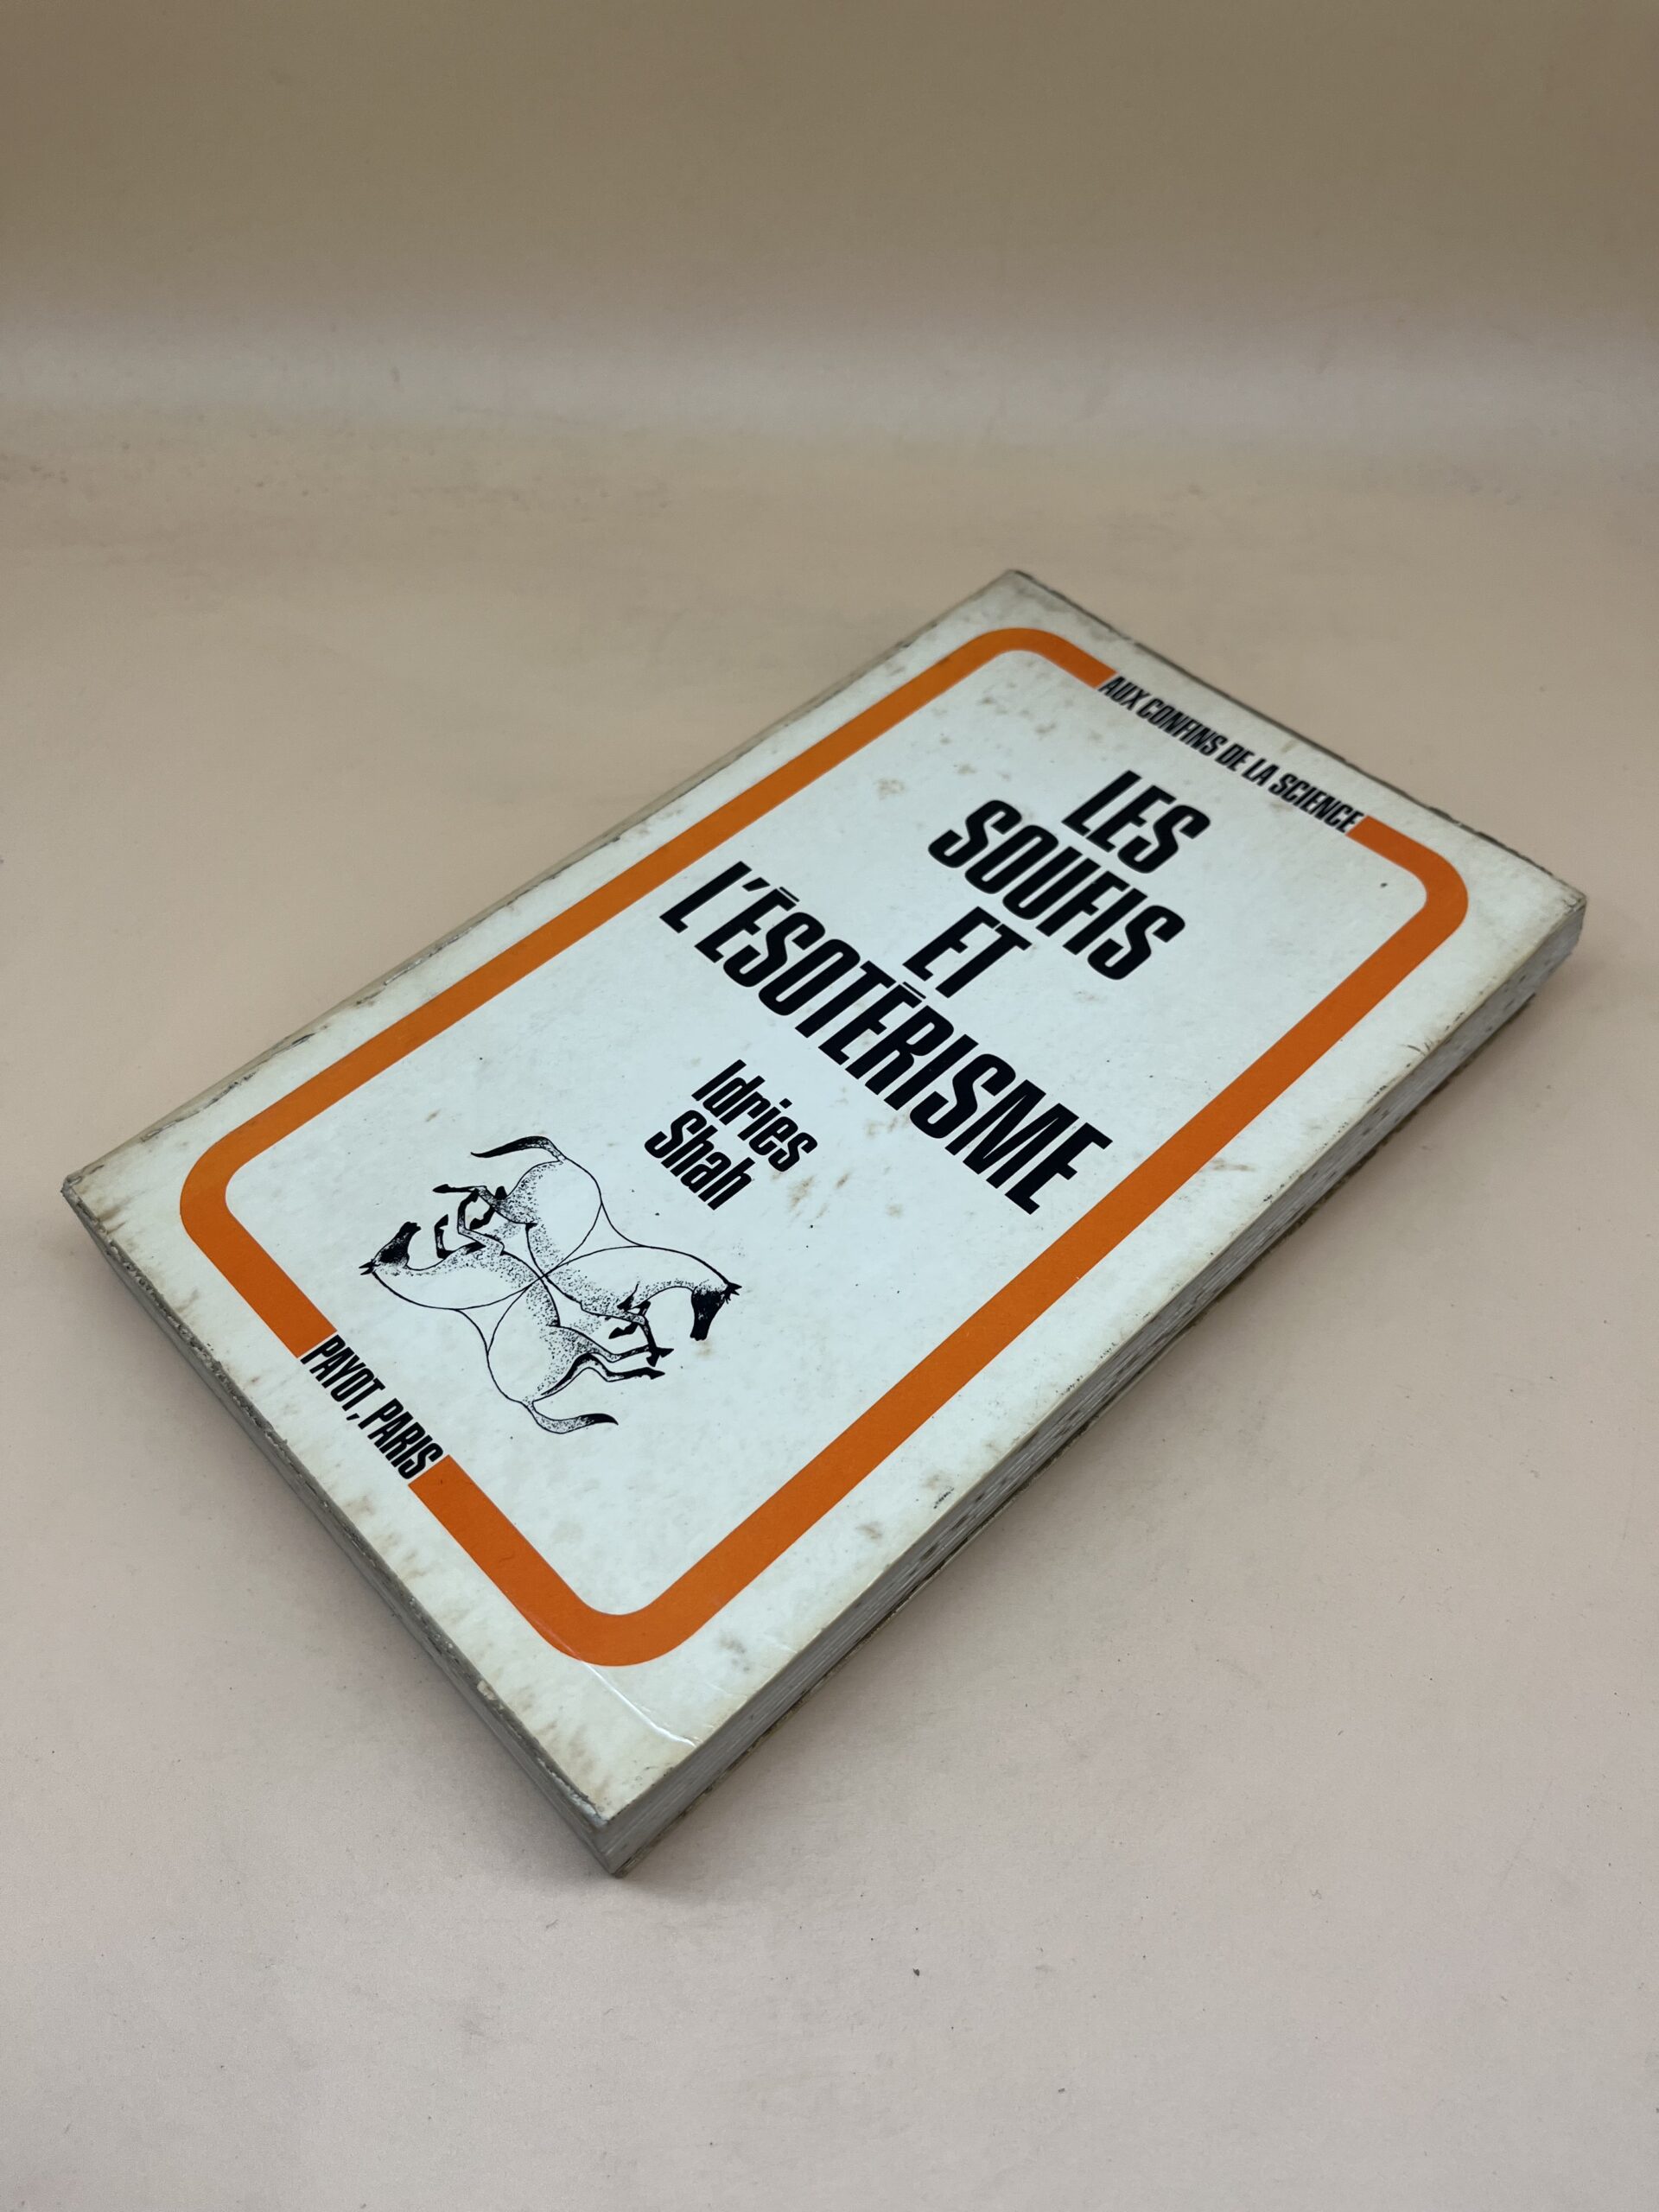 AUX CONFINS DE LA SCIENCE
LES
SOUFIS
ET
L'ÉSOTÉRISME
Idries
Shah
PAYOT, PARIS